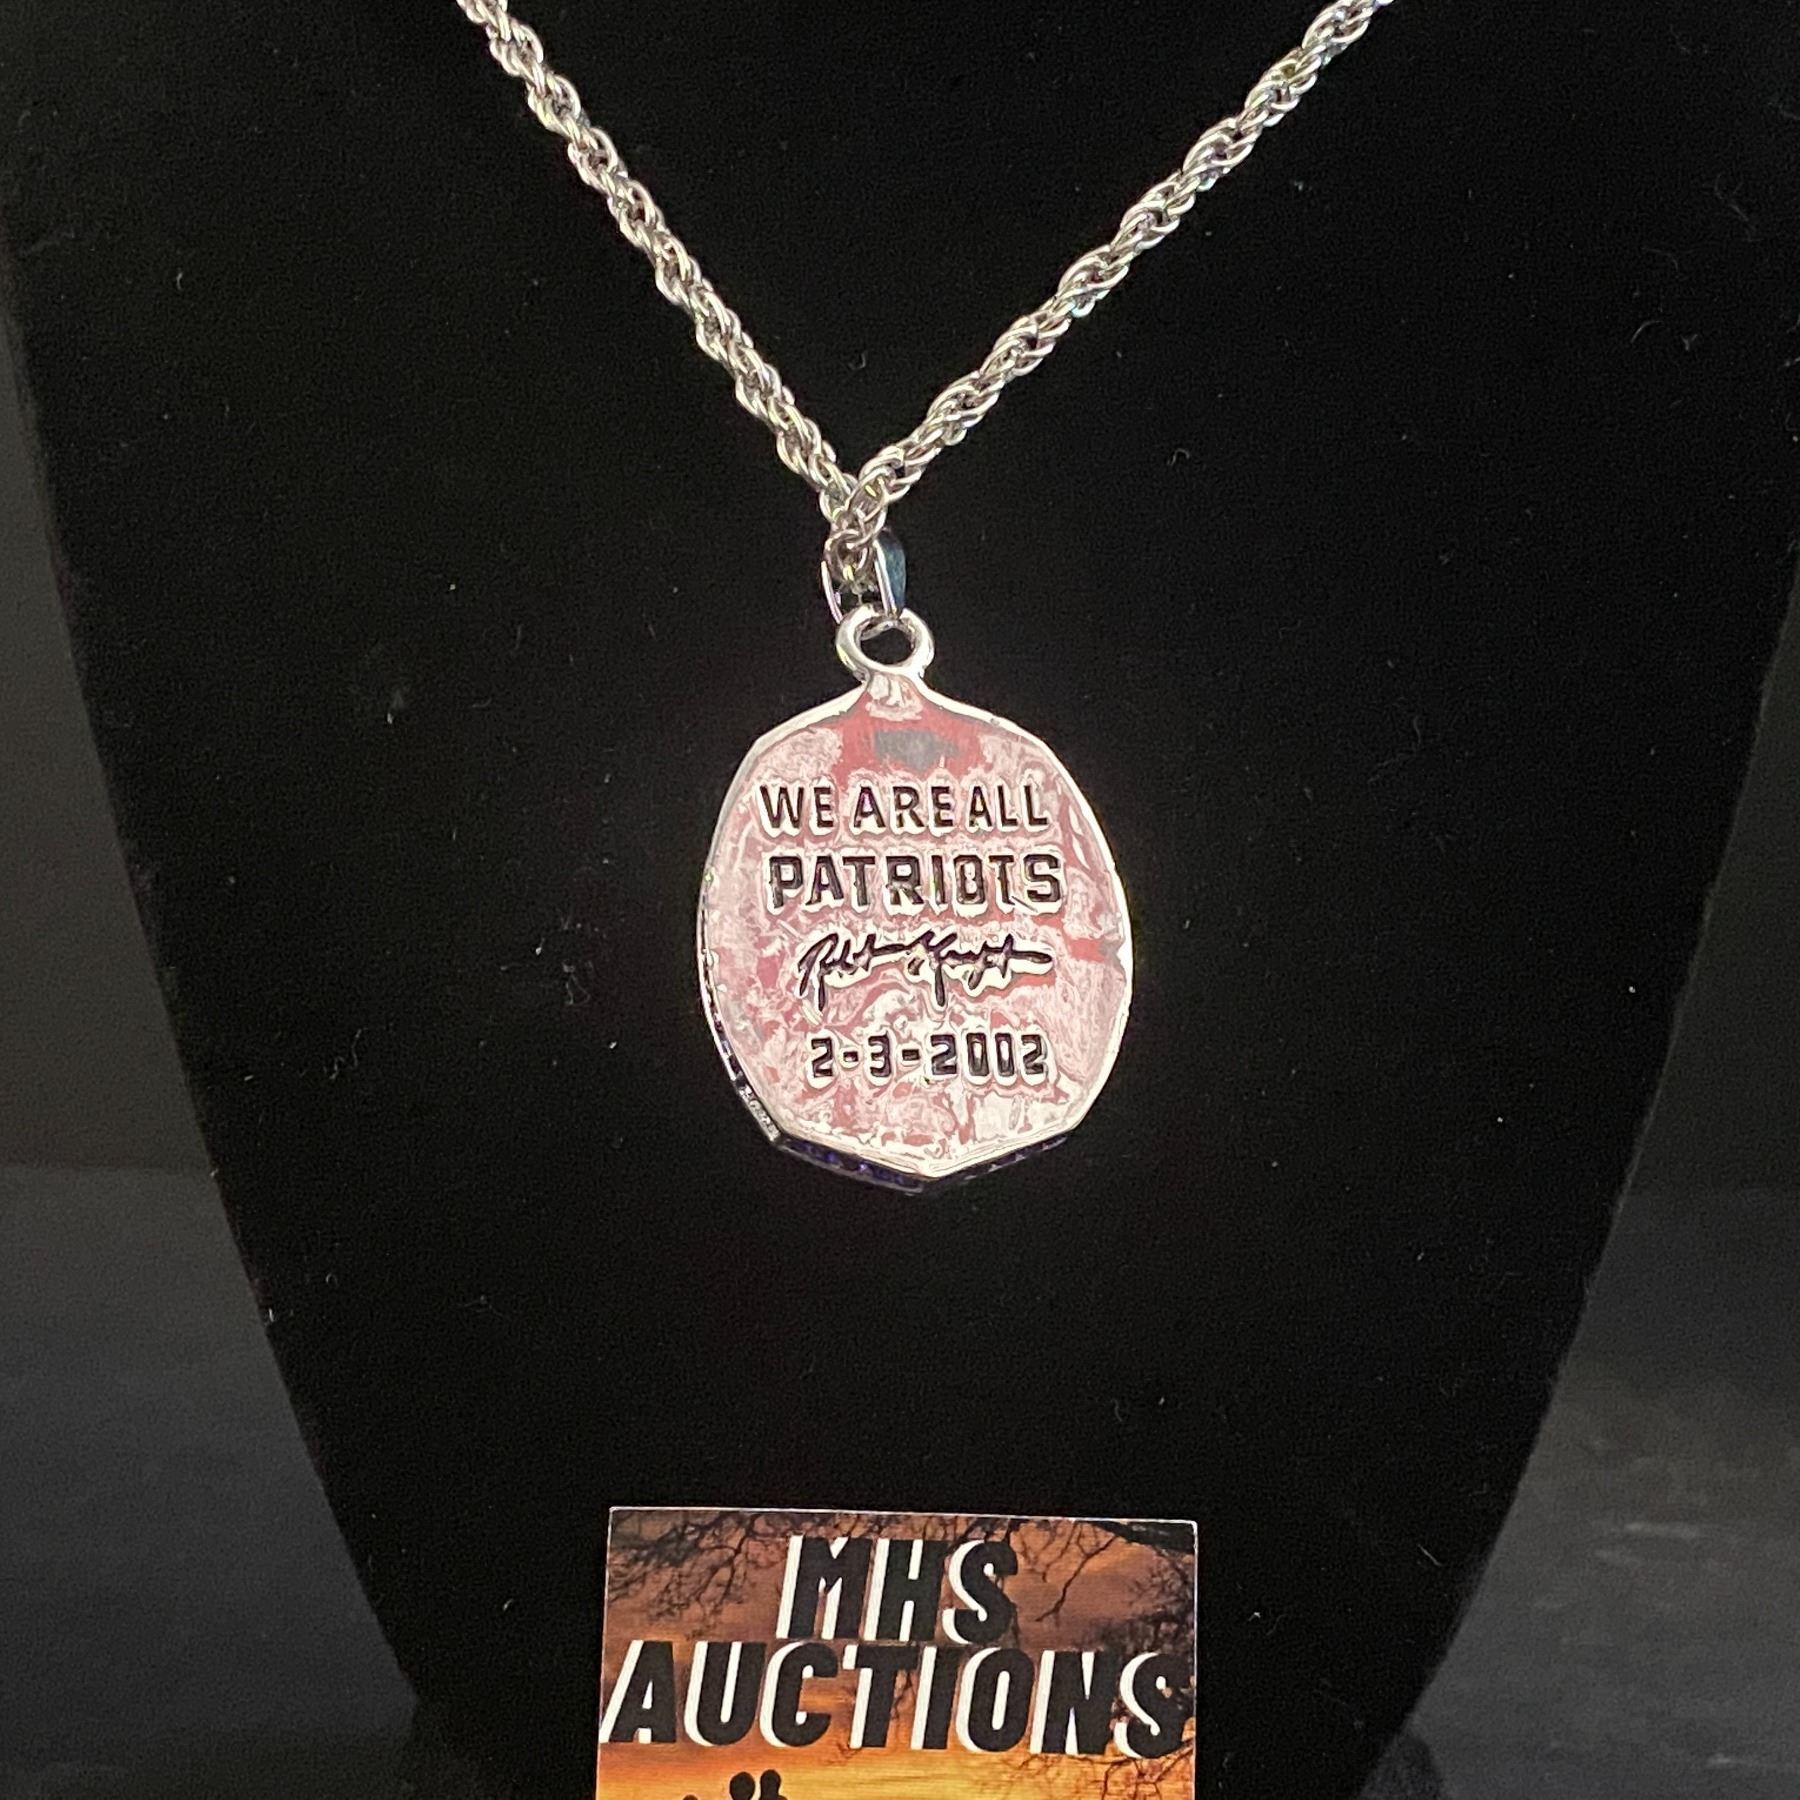 WE ARE ALL
PATRIOTS
2-3-2002
MHS
AUCTIONS